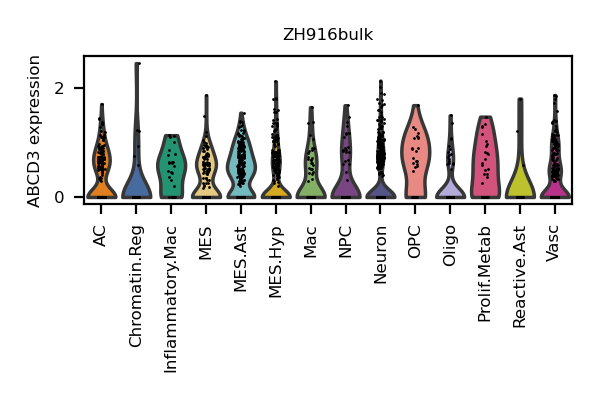 ZH916bulk
ABCD3 expression
2
0
AC
Chromatin.Reg
Inflammatory.Mac
MES
MES.Ast
MES.Hyp
Mac
NPC
Neuron
OPC
Oligo
Prolif.Metab
Reactive.Ast
Vasc